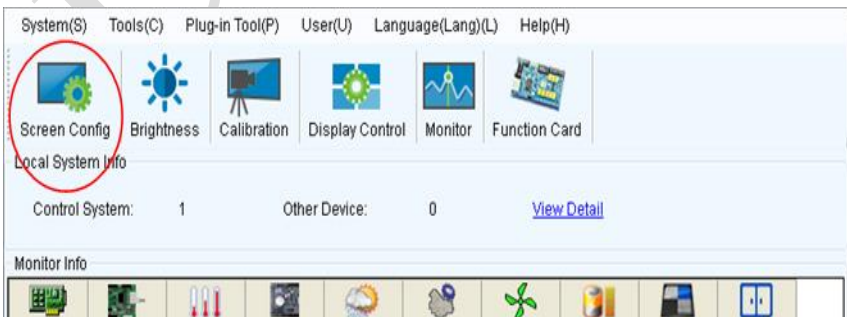 System(S) Tools(C) Plug-in Tool(P) User(U) Language(Lang)(L) Help(H)
Screen Config Brightness Calibration Display Control Monitor Function Card
Local System Info
Control System: 1 Other Device: 0 View Detail
Monitor Info